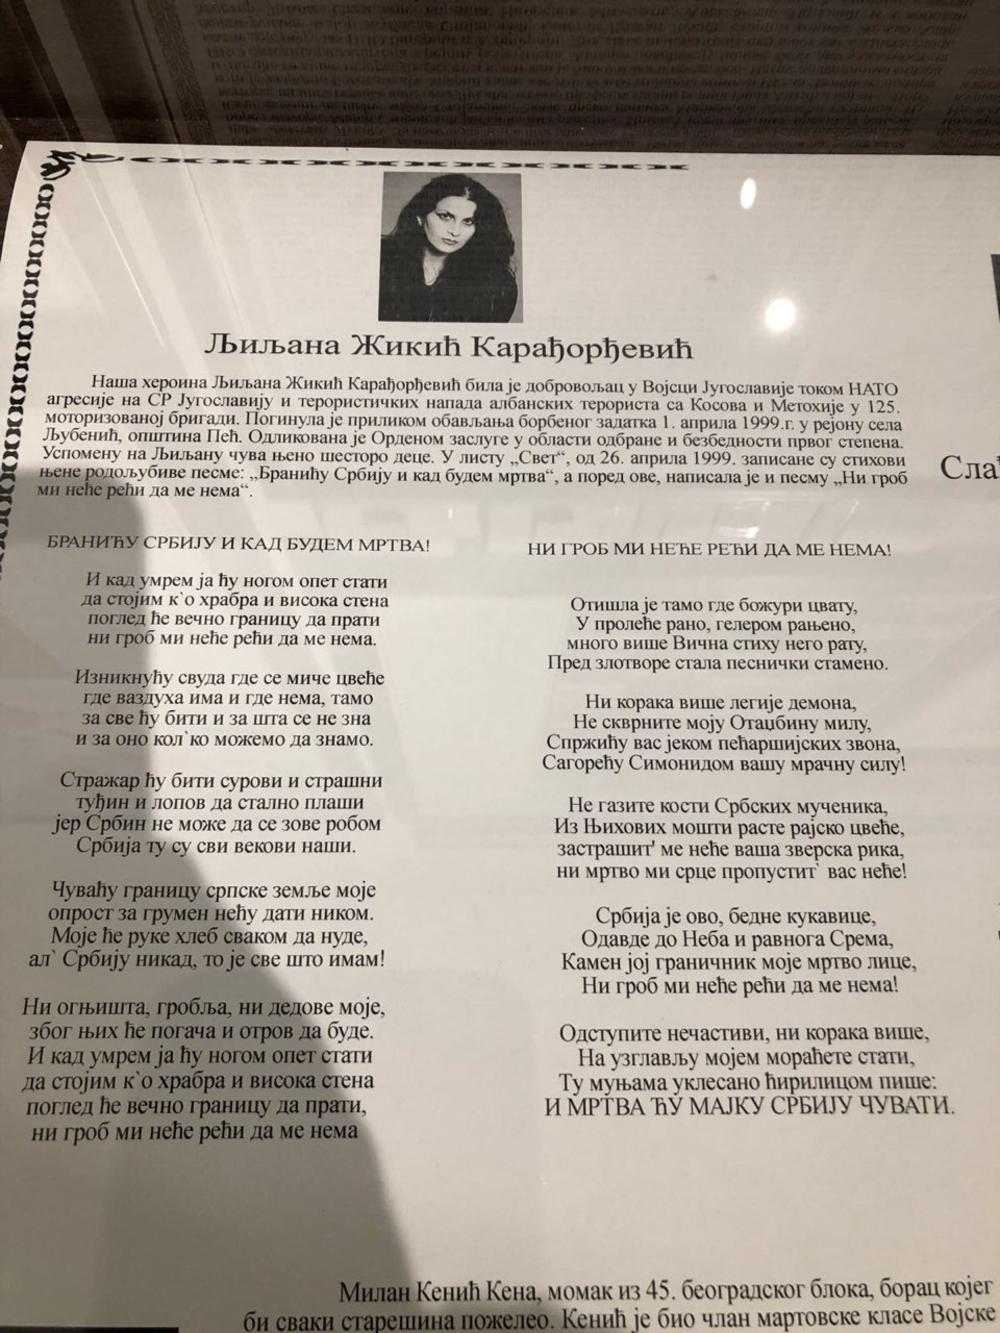 Љиљана Жикић Карађорђевић
Наша хероина Љиљана Жикић Карађорђевић била је добровољац у Војсци Југославије током НАТО
агресије на СР Југославију и терористичких напада албанских терориста са Косова и Метохије у 125.
моторизованој бригади. Погинула је приликом обављања борбеног задатка 1. априла 1999.г. у рејону села
Љубенић, општина Пећ. Одликована је Орденом заслуге у области одбране и безбедности првог степена.
Успомену на Љиљану чува њено шесторо деце. У листу „Свет“, од 26. априла 1999. записане су стихови
њене родољубиве песме: „Бранићу Србију и кад будем мртва“, а поред ове, написала је и песму „Ни гроб
ми неће рећи да ме нема“.
БРАНИЋУ СРБИЈУ И КАД БУДЕМ МРТВА!
И кад умрем ја ћу ногом опет стати
да стојим к`о храбра и висока стена
поглед ће вечно границу да прати
ни гроб ми неће рећи да ме нема.
Изникнућу свуда где се миче цвеће
где ваздуха има и где нема, тамо
за све ћу бити и за шта се не зна
и за оно кол`ко можемо да знамо.
Стражар ћу бити сурови и страшни
туђин и лопов да стално плаши
јер Србин не може да се зове робом
Србија ту су сви векови наши.
Чуваћу границу српске земље моје
опрост за грумен нећу дати ником.
Моје ће руке хлеб сваком да нуде,
ал` Србију никад, то је све што имам!
Ни огњишта, гробља, ни дедове моје,
због њих ће погача и отров да буде.
И кад умрем ја ћу ногом опет стати
да стојим к`о храбра и висока стена
поглед ће вечно границу да прати,
ни гроб ми неће рећи да ме нема
НИ ГРОБ МИ НЕЋЕ РЕЋИ ДА МЕ НЕМА!
Отишла је тамо где божури цвату,
У пролеће рано, гелером рањено,
много више Вична стиху него рату,
Пред злотворе стала песнички стамено.
Ни корака више легије демона,
Не скврните моју Отаџбину милу,
Спржићу вас јеком пећаршијских звона,
Сагорећу Симонидом вашу мрачну силу!
Не газите кости Србских мученика,
Из Њихових мошти расте рајско цвеће,
застрашит' ме неће ваша зверска рика,
ни мртво ми срце пропустит` вас неће!
Србија је ово, бедне кукавице,
Одавде до Неба и равнога Срема,
Камен јој граничник моје мртво лице,
Ни гроб ми неће рећи да ме нема!
Одступите нечастиви, ни корака више,
На узглављу мојем мораћете стати,
Ту муњама уклесано ћирилицом пише:
И МРТВА ЋУ МАЈКУ СРБИЈУ ЧУВАТИ.
Милан Кенић Кена, момак из 45. београдског блока, борац којег
би сваки старешина пожелео. Кенић је био члан мартовске класе Војске